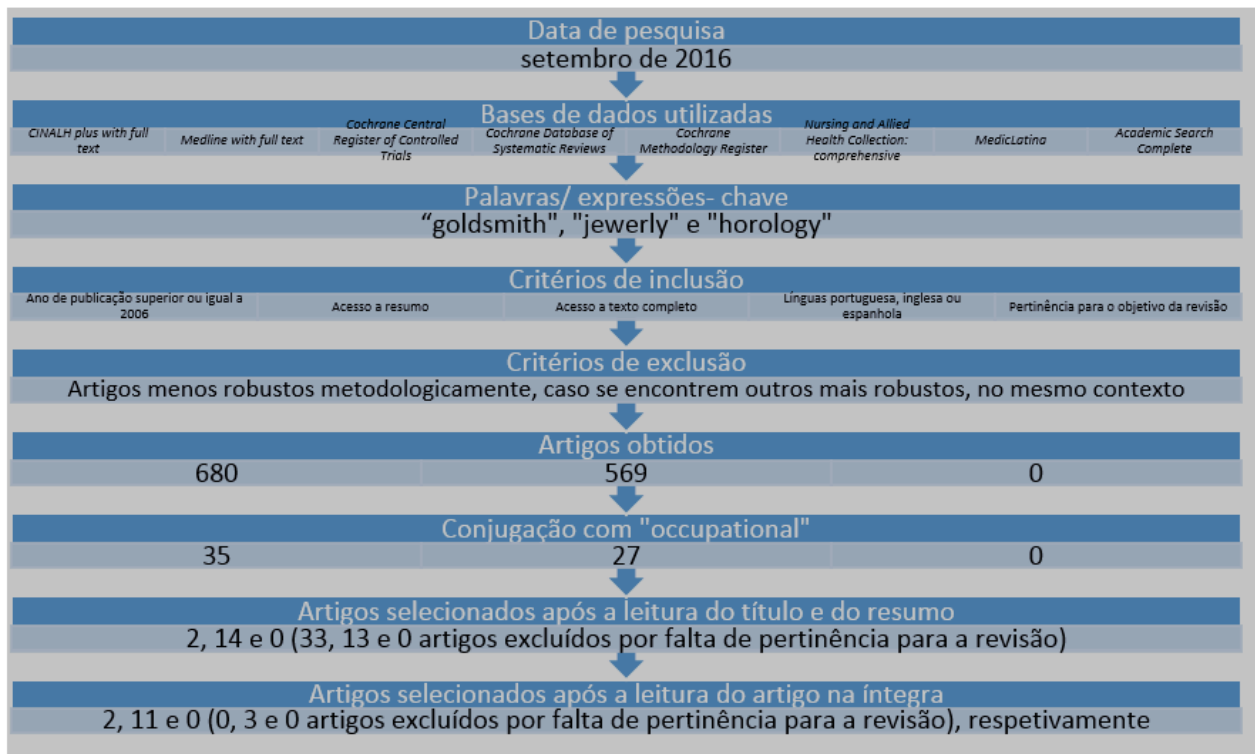 Data de pesquisa
setembro de 2016
Bases de dados utilizadas
CINALH plus with full
text
Medline with full text
Cochrane Central
Register of Controlled
Trials
Cochrane Database of
Systematic Reviews
Cochrane
Methodology Register
Nursing and Allied
Health Collection:
comprehensive
MedicLatina
Academic Search
Complete
Palavras/ expressões- chave
“goldsmith", "jewerly" e "horology"
Critérios de inclusão
Ano de publicação superior ou igual a
2006
Acesso a resumo
Acesso a texto completo
Línguas portuguesa, inglesa ou
espanhola
Pertinência para o objetivo da revisão
Critérios de exclusão
Artigos menos robustos metodologicamente, caso se encontrem outros mais robustos, no mesmo contexto
Artigos obtidos
680
569
0
Conjugação com "occupational"
35
27
0
Artigos selecionados após a leitura do título e do resumo
2, 14 e 0 (33, 13 e 0 artigos excluídos por falta de pertinência para a revisão)
Artigos selecionados após a leitura do artigo na íntegra
2, 11 e 0 (0, 3 e 0 artigos excluídos por falta de pertinência para a revisão), respetivamente